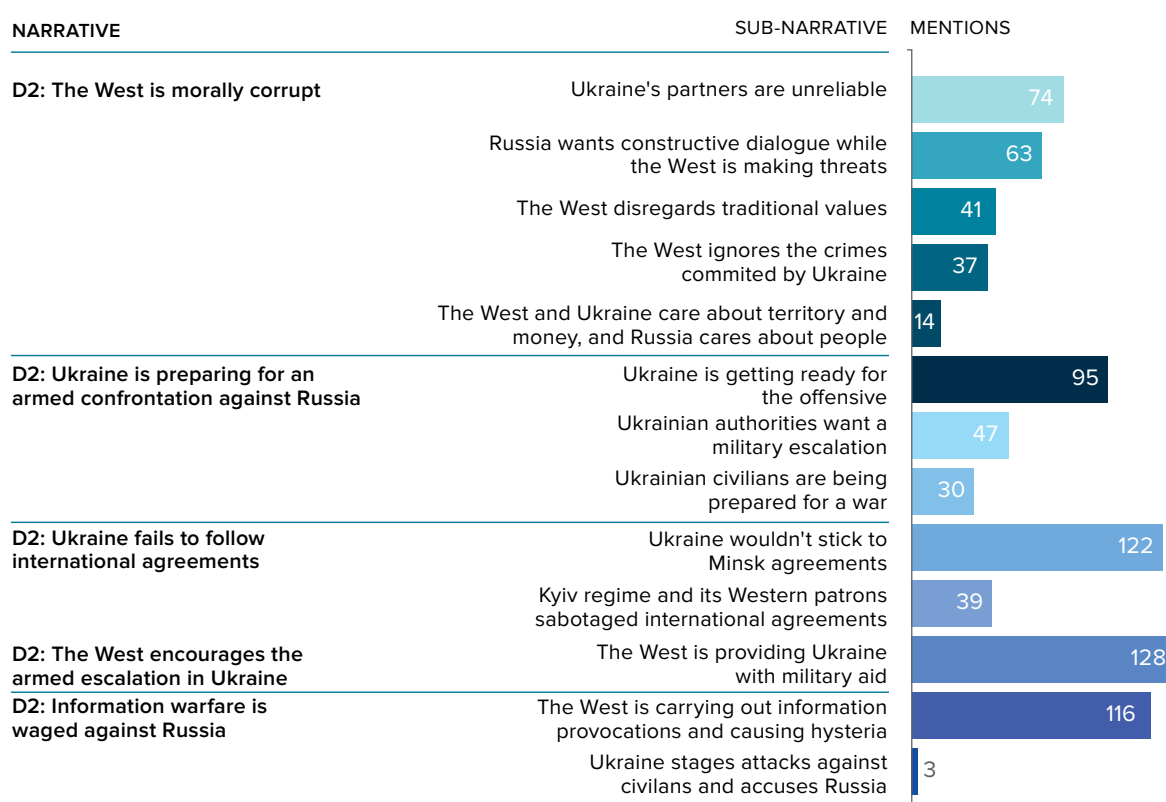 NARRATIVE SUB-NARRATIVE MENTIONS
D2: The West is morally corrupt
Ukraine's partners are unreliable
74
Russia wants constructive dialogue while
the West is making threats
63
The West disregards traditional values
41
The West ignores the crimes
commited by Ukraine
37
The West and Ukraine care about territory and
money, and Russia cares about people
14
D2: Ukraine is preparing for an
armed confrontation against Russia
Ukraine is getting ready for
the offensive
95
Ukrainian authorities want a
military escalation
47
Ukrainian civilians are being
prepared for a war
30
D2: Ukraine fails to follow
international agreements
Ukraine wouldn't stick to
Minsk agreements
122
Kyiv regime and its Western patrons
sabotaged international agreements
39
D2: The West encourages the
armed escalation in Ukraine
The West is providing Ukraine
with military aid
128
D2: Information warfare is
waged against Russia
The West is carrying out information
provocations and causing hysteria
116
Ukraine stages attacks against
civilans and accuses Russia
3